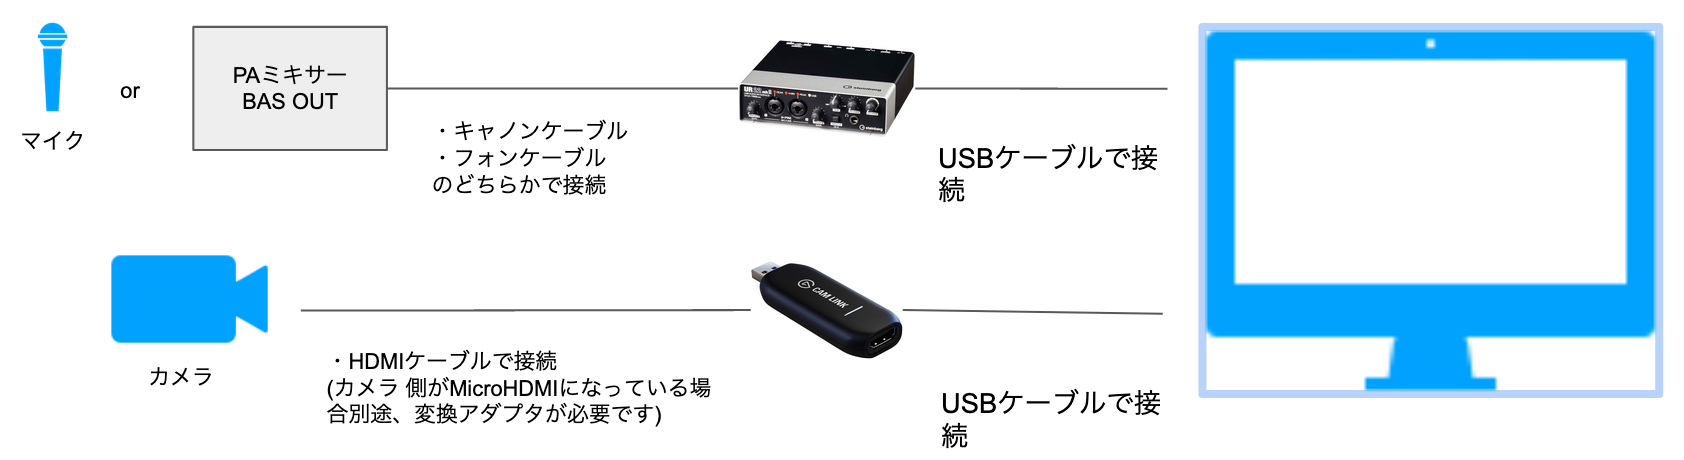 マイク
or
PAミキサー
BAS OUT
・キャノンケーブル
・フォンケーブル
のどちらかで接続
steinberg
steinberg
USBケーブルで接
続
カメラ
・HDMIケーブルで接続
(カメラ 側がMicroHDMIになっている場
合別途、変換アダプタが必要です)
CAM LINK
USBケーブルで接
続